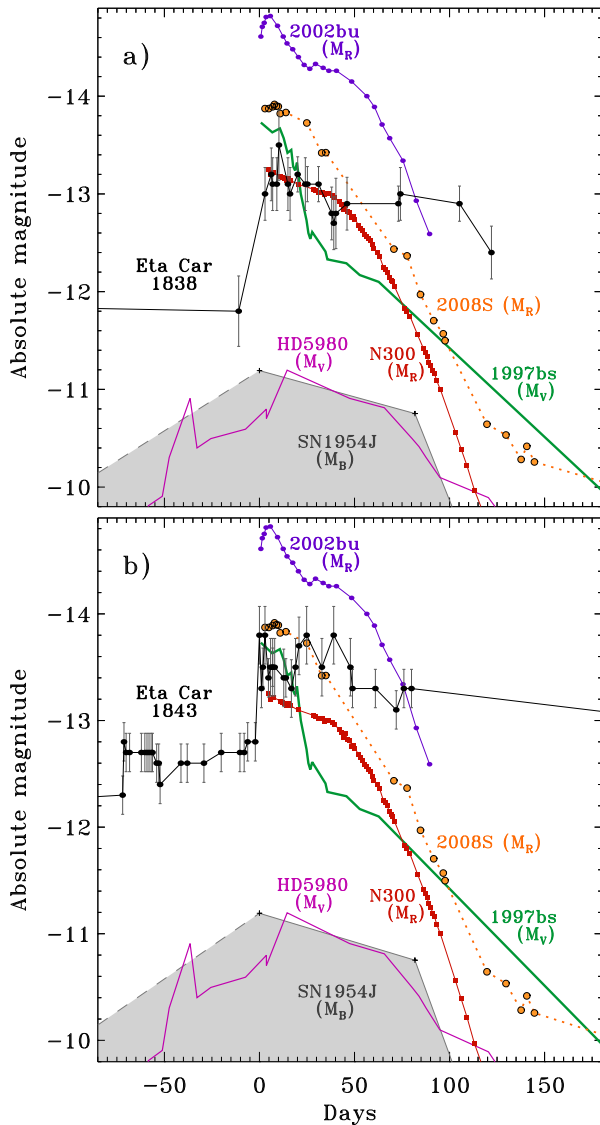 a)
2002bu
(M_R)
Eta Car
1838
HD5980
(M_V)
2008S (M_R)
N300
(M_R)
1997bs
(M_V)
SN1954J
(M_B)
Absolute magnitude
−14
−13
−12
−11
−10
b)
2002bu
(M_R)
Eta Car
1843
2008S (M_R)
HD5980
(M_V)
N300
(M_R)
1997bs
(M_V)
SN1954J
(M_B)
Absolute magnitude
−14
−13
−12
−11
−10
−50 0 50 100 150
Days